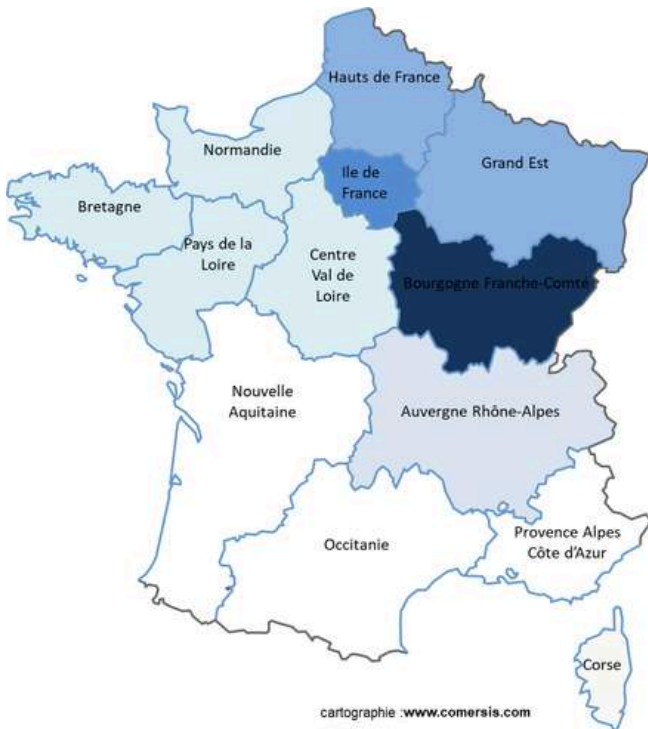 Hauts de France
Normandie
Ile de
France
Grand Est
Bretagne
Pays de la
Loire
Centre
Val de
Loire
Bourgogne Franche-Comté
Nouvelle
Aquitaine
Auvergne Rhône-Alpes
Occitanie
Provence Alpes
Côte d'Azur
Corse
cartographie :www.comersis.com